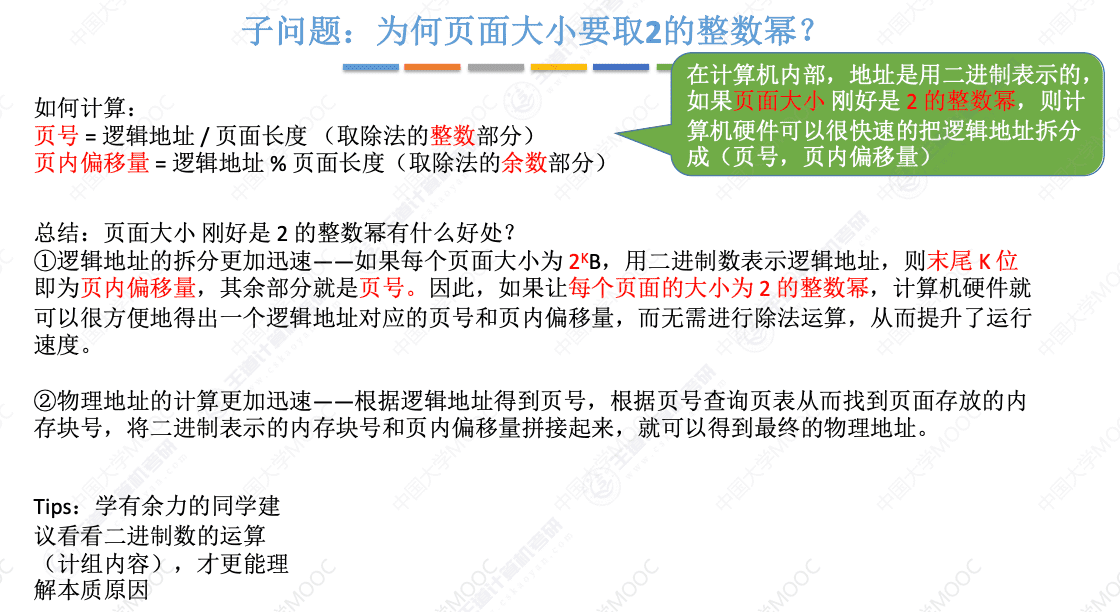 子问题：为何页面大小要取2的整数幂？
在计算机内部，地址是用二进制表示的，
如果页面大小 刚好是 2 的整数幂，则计
算机硬件可以很快速的把逻辑地址拆分
成（页号，页内偏移量）
如何计算：
页号 = 逻辑地址 / 页面长度 （取除法的整数部分）
页内偏移量 = 逻辑地址 % 页面长度（取除法的余数部分）
总结：页面大小 刚好是 2 的整数幂有什么好处？
①逻辑地址的拆分更加迅速——如果每个页面大小为 2ᴷB，用二进制数表示逻辑地址，则末尾 K 位
即为页内偏移量，其余部分就是页号。因此，如果让每个页面的大小为 2 的整数幂，计算机硬件就
可以很方便地得出一个逻辑地址对应的页号和页内偏移量，而无需进行除法运算，从而提升了运行
速度。
②物理地址的计算更加迅速——根据逻辑地址得到页号，根据页号查询页表从而找到页面存放的内
存块号，将二进制表示的内存块号和页内偏移量拼接起来，就可以得到最终的物理地址。
Tips：学有余力的同学建
议看看二进制数的运算
（计组内容），才更能理
解本质原因
中国大学MOOC
王道计算机考研